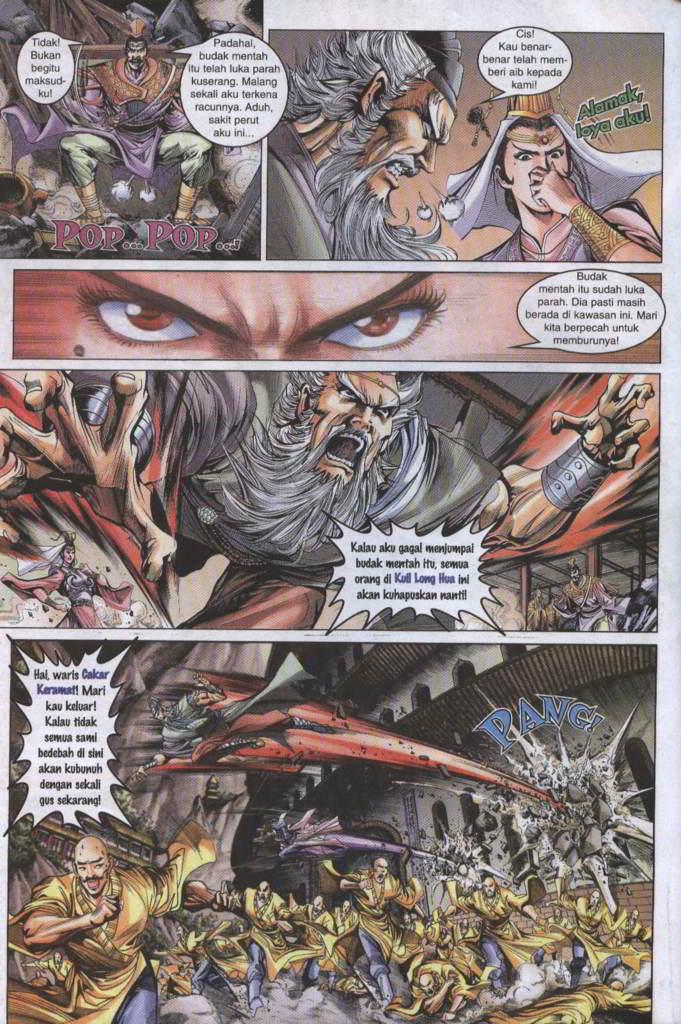 Tidak!
Bukan
begitu
maksud-
ku!
Padahal,
budak mentah
itu telah luka parah
kuserang. Malang
sekali aku terkena
racunnya. Aduh,
sakit perut
aku ini...
POP... POP...
Cis!
Kau benar-
benar telah mem-
beri aib kepada
kami!
Alamak,
loya aku!
Budak
mentah itu sudah luka
parah. Dia pasti masih
berada di kawasan ini. Mari
kita berpecah untuk
memburunya!
Kalau aku gagal menjumpai
budak mentah itu, semua
orang di Kuil Long Hua ini
akan kuhapuskan nanti!
Hai, waris Cakar
Keramat! Mari
kau keluar!
Kalau tidak
semua sami
bedebah di sini
akan kubunuh
dengan sekali
gus sekarang!
PANG!